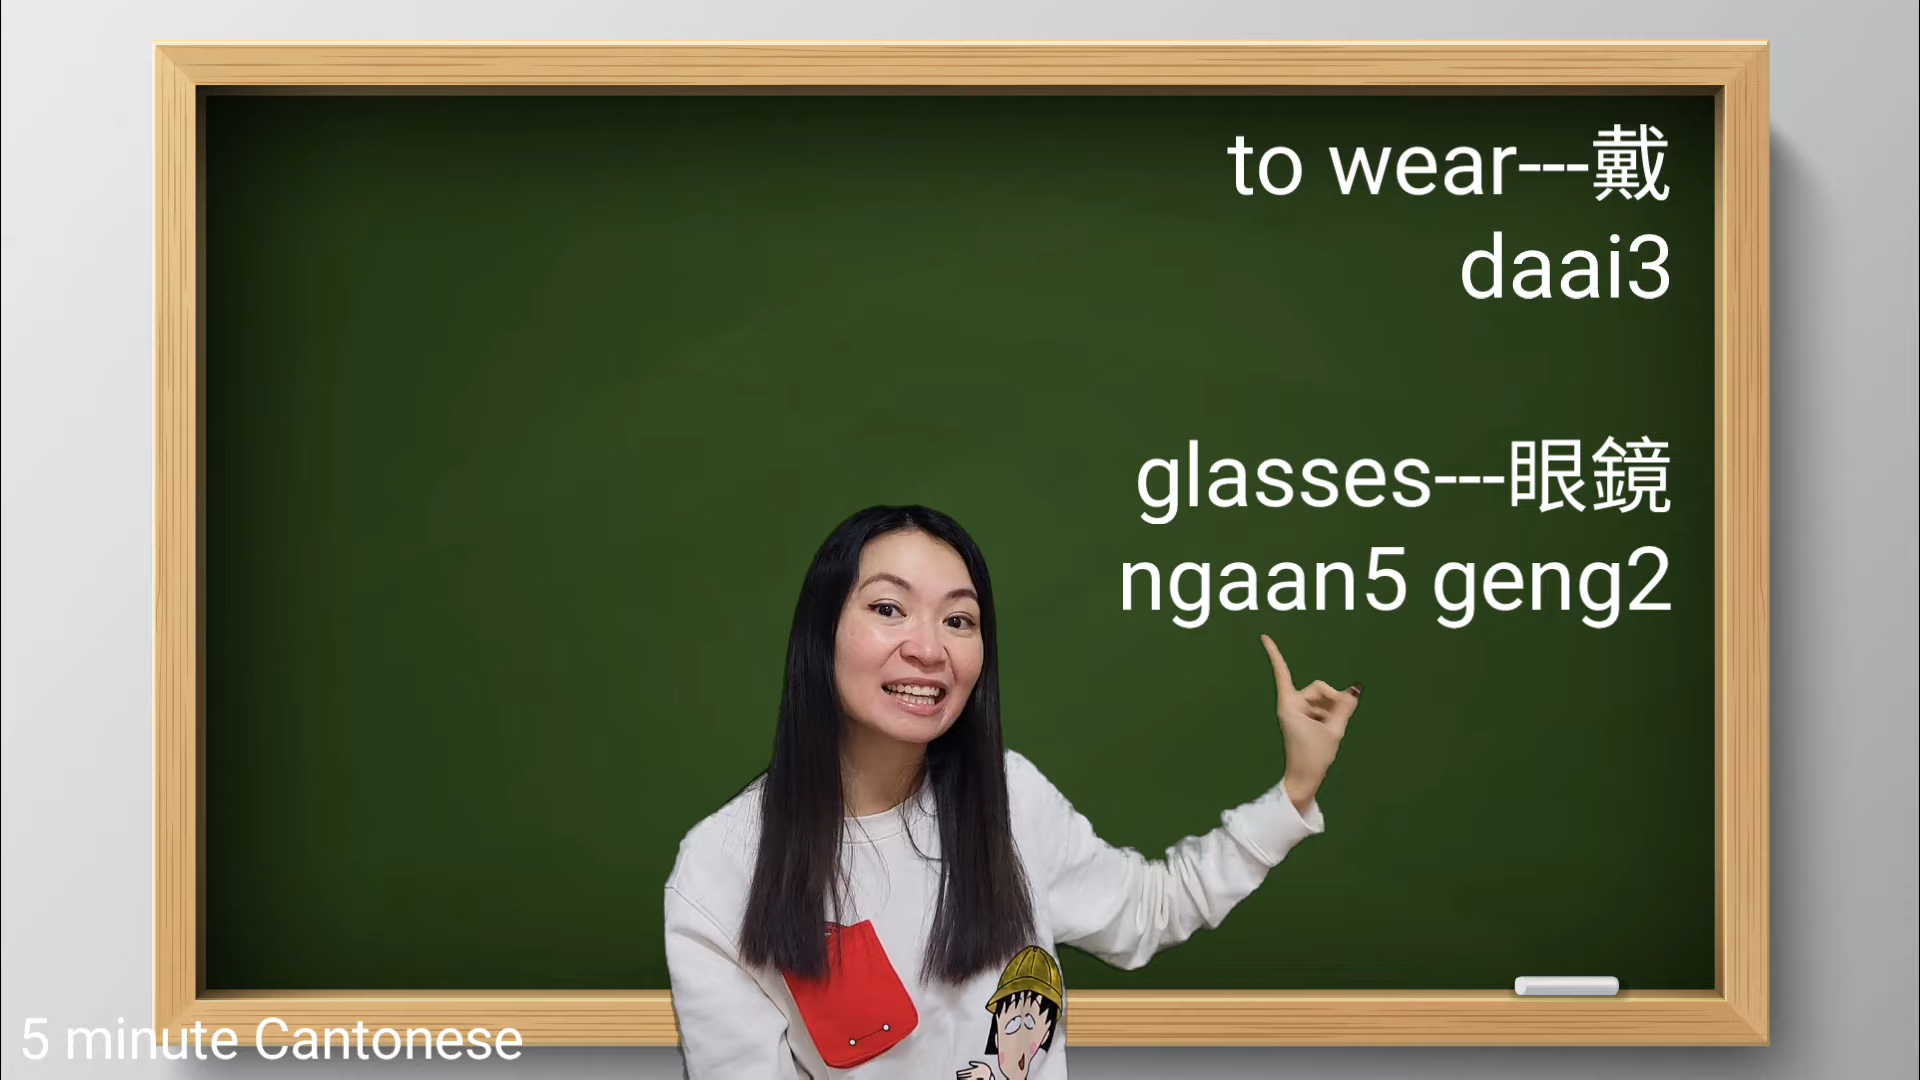 to wear---戴
daai3
glasses---眼鏡
ngaan5 geng2
5 minute Cantonese